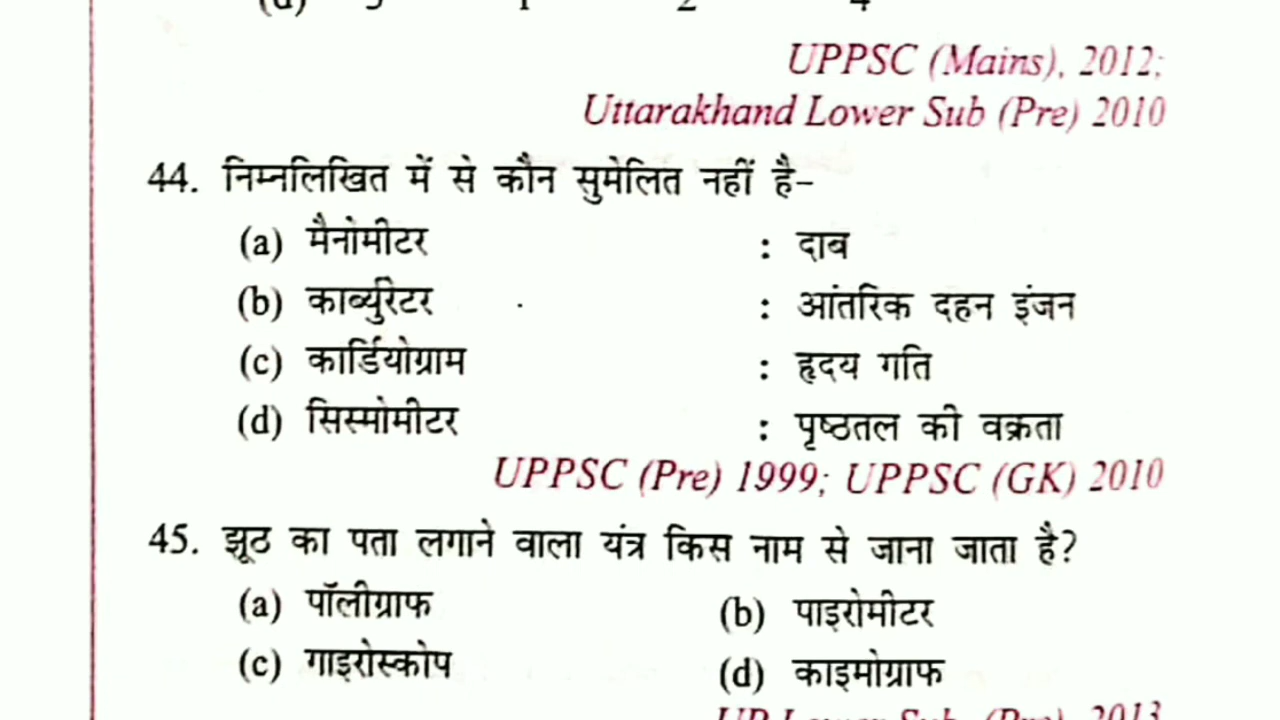 UPPSC (Mains), 2012;
Uttarakhand Lower Sub (Pre) 2010
44. निम्नलिखित में से कौन सुमेलित नहीं है-
(a) मैनोमीटर : दाब
(b) कार्ब्युरेटर : आंतरिक दहन इंजन
(c) कार्डियोग्राम : हृदय गति
(d) सिस्मोमीटर : पृष्ठतल की वक्रता
UPPSC (Pre) 1999; UPPSC (GK) 2010
45. झूठ का पता लगाने वाला यंत्र किस नाम से जाना जाता है?
(a) पॉलीग्राफ (b) पाइरोमीटर
(c) गाइरोस्कोप (d) काइमोग्राफ